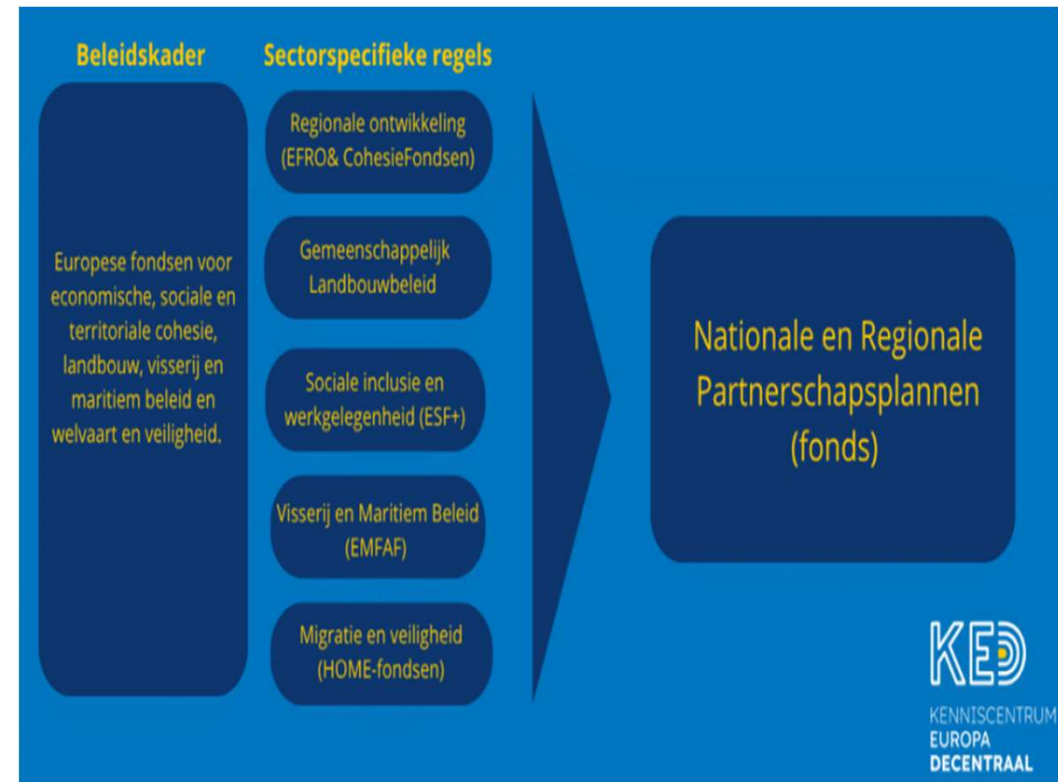 Beleidskader
Europese fondsen voor
economische, sociale en
territoriale cohesie,
landbouw, visserij en
maritiem beleid en
welvaart en veiligheid.
Sectorspecifieke regels
Regionale ontwikkeling
(EFRO& CohesieFondsen)
Gemeenschappelijk
Landbouwbeleid
Sociale inclusie en
werkgelegenheid (ESF+)
Visserij en Maritiem Beleid
(EMFAF)
Migratie en veiligheid
(HOME-fondsen)
Nationale en Regionale
Partnerschapsplannen
(fonds)
KED
KENNISCENTRUM
EUROPA
DECENTRAAL